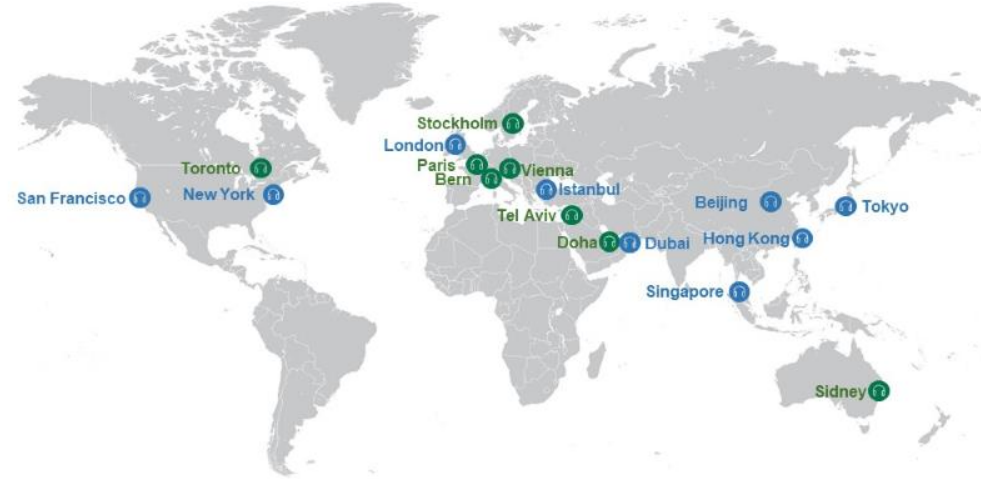 Stockholm
London
Paris
Vienna
Bern
Toronto
San Francisco
New York
Istanbul
Tel Aviv
Beijing
Tokyo
Doha
Dubai
Hong Kong
Singapore
Sidney